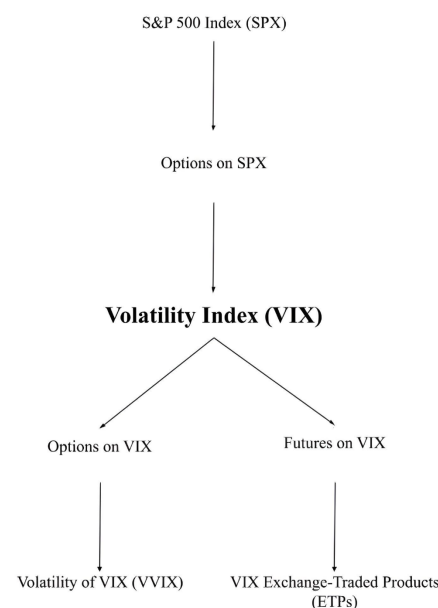 S&P 500 Index (SPX)
Options on SPX
Volatility Index (VIX)
Options on VIX
Futures on VIX
Volatility of VIX (VVIX)
VIX Exchange-Traded Products
(ETPs)